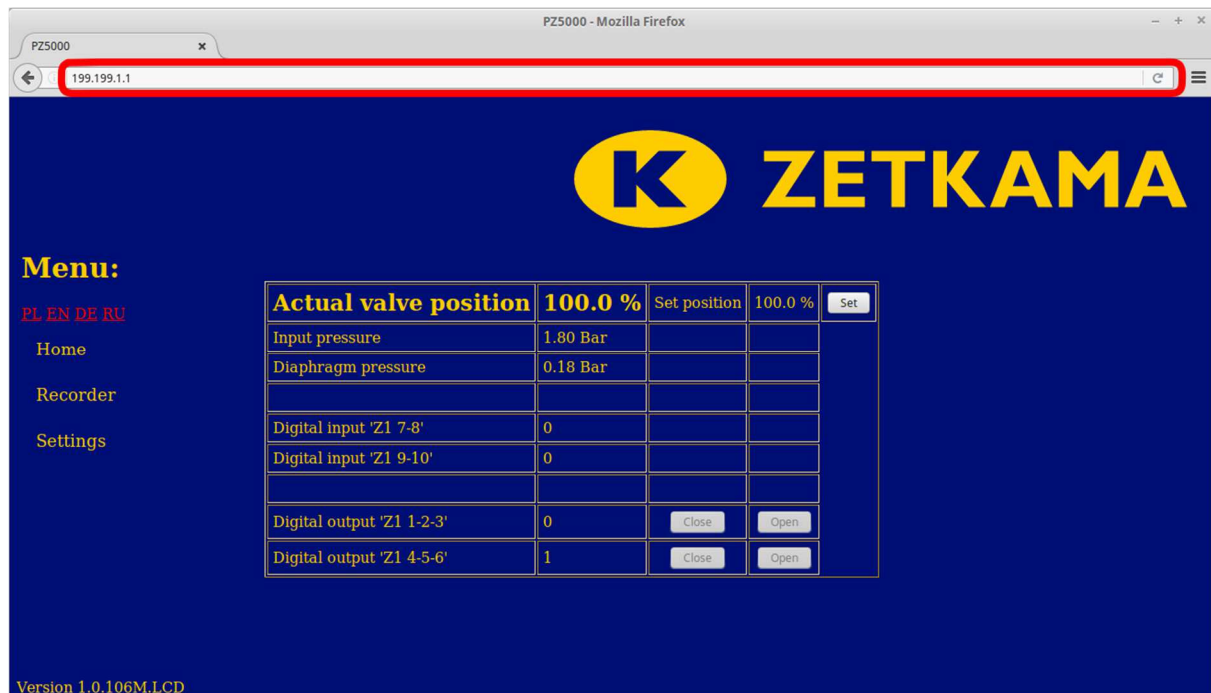 PZ5000 - Mozilla Firefox
PZ5000
199.199.1.1
K ZETKAMA
Menu:
PL EN DE RU
Home
Recorder
Settings
Actual valve position 100.0 % Set position 100.0 % Set
Input pressure 1.80 Bar
Diaphragm pressure 0.18 Bar
Digital input 'Z1 7-8' 0
Digital input 'Z1 9-10' 0
Digital output 'Z1 1-2-3' 0 Close Open
Digital output 'Z1 4-5-6' 1 Close Open
Version 1.0.106M.LCD